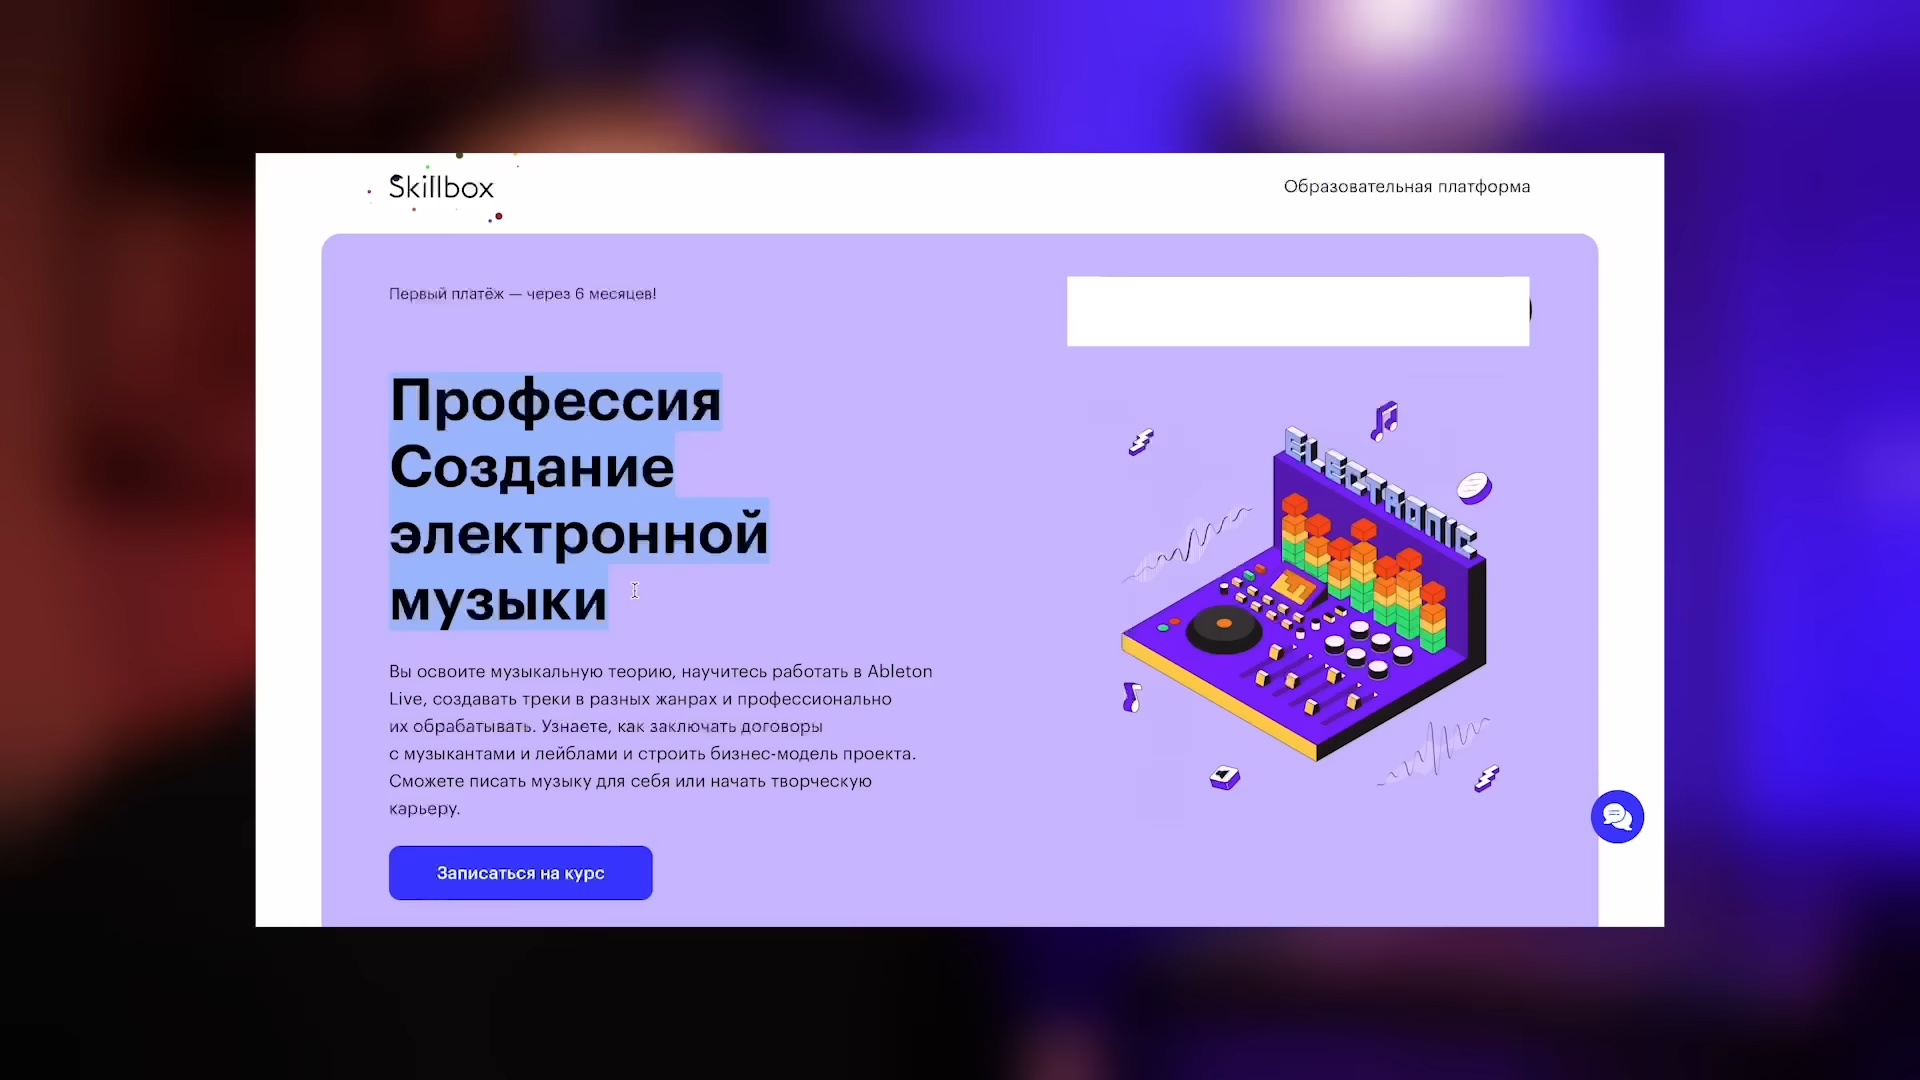 Skillbox
Образовательная платформа
Первый платёж — через 6 месяцев!
Профессия
Создание
электронной
музыки
ELECTRONIC
Вы освоите музыкальную теорию, научитесь работать в Ableton
Live, создавать треки в разных жанрах и профессионально
их обрабатывать. Узнаете, как заключать договоры
с музыкантами и лейблами и строить бизнес-модель проекта.
Сможете писать музыку для себя или начать творческую
карьеру.
Записаться на курс